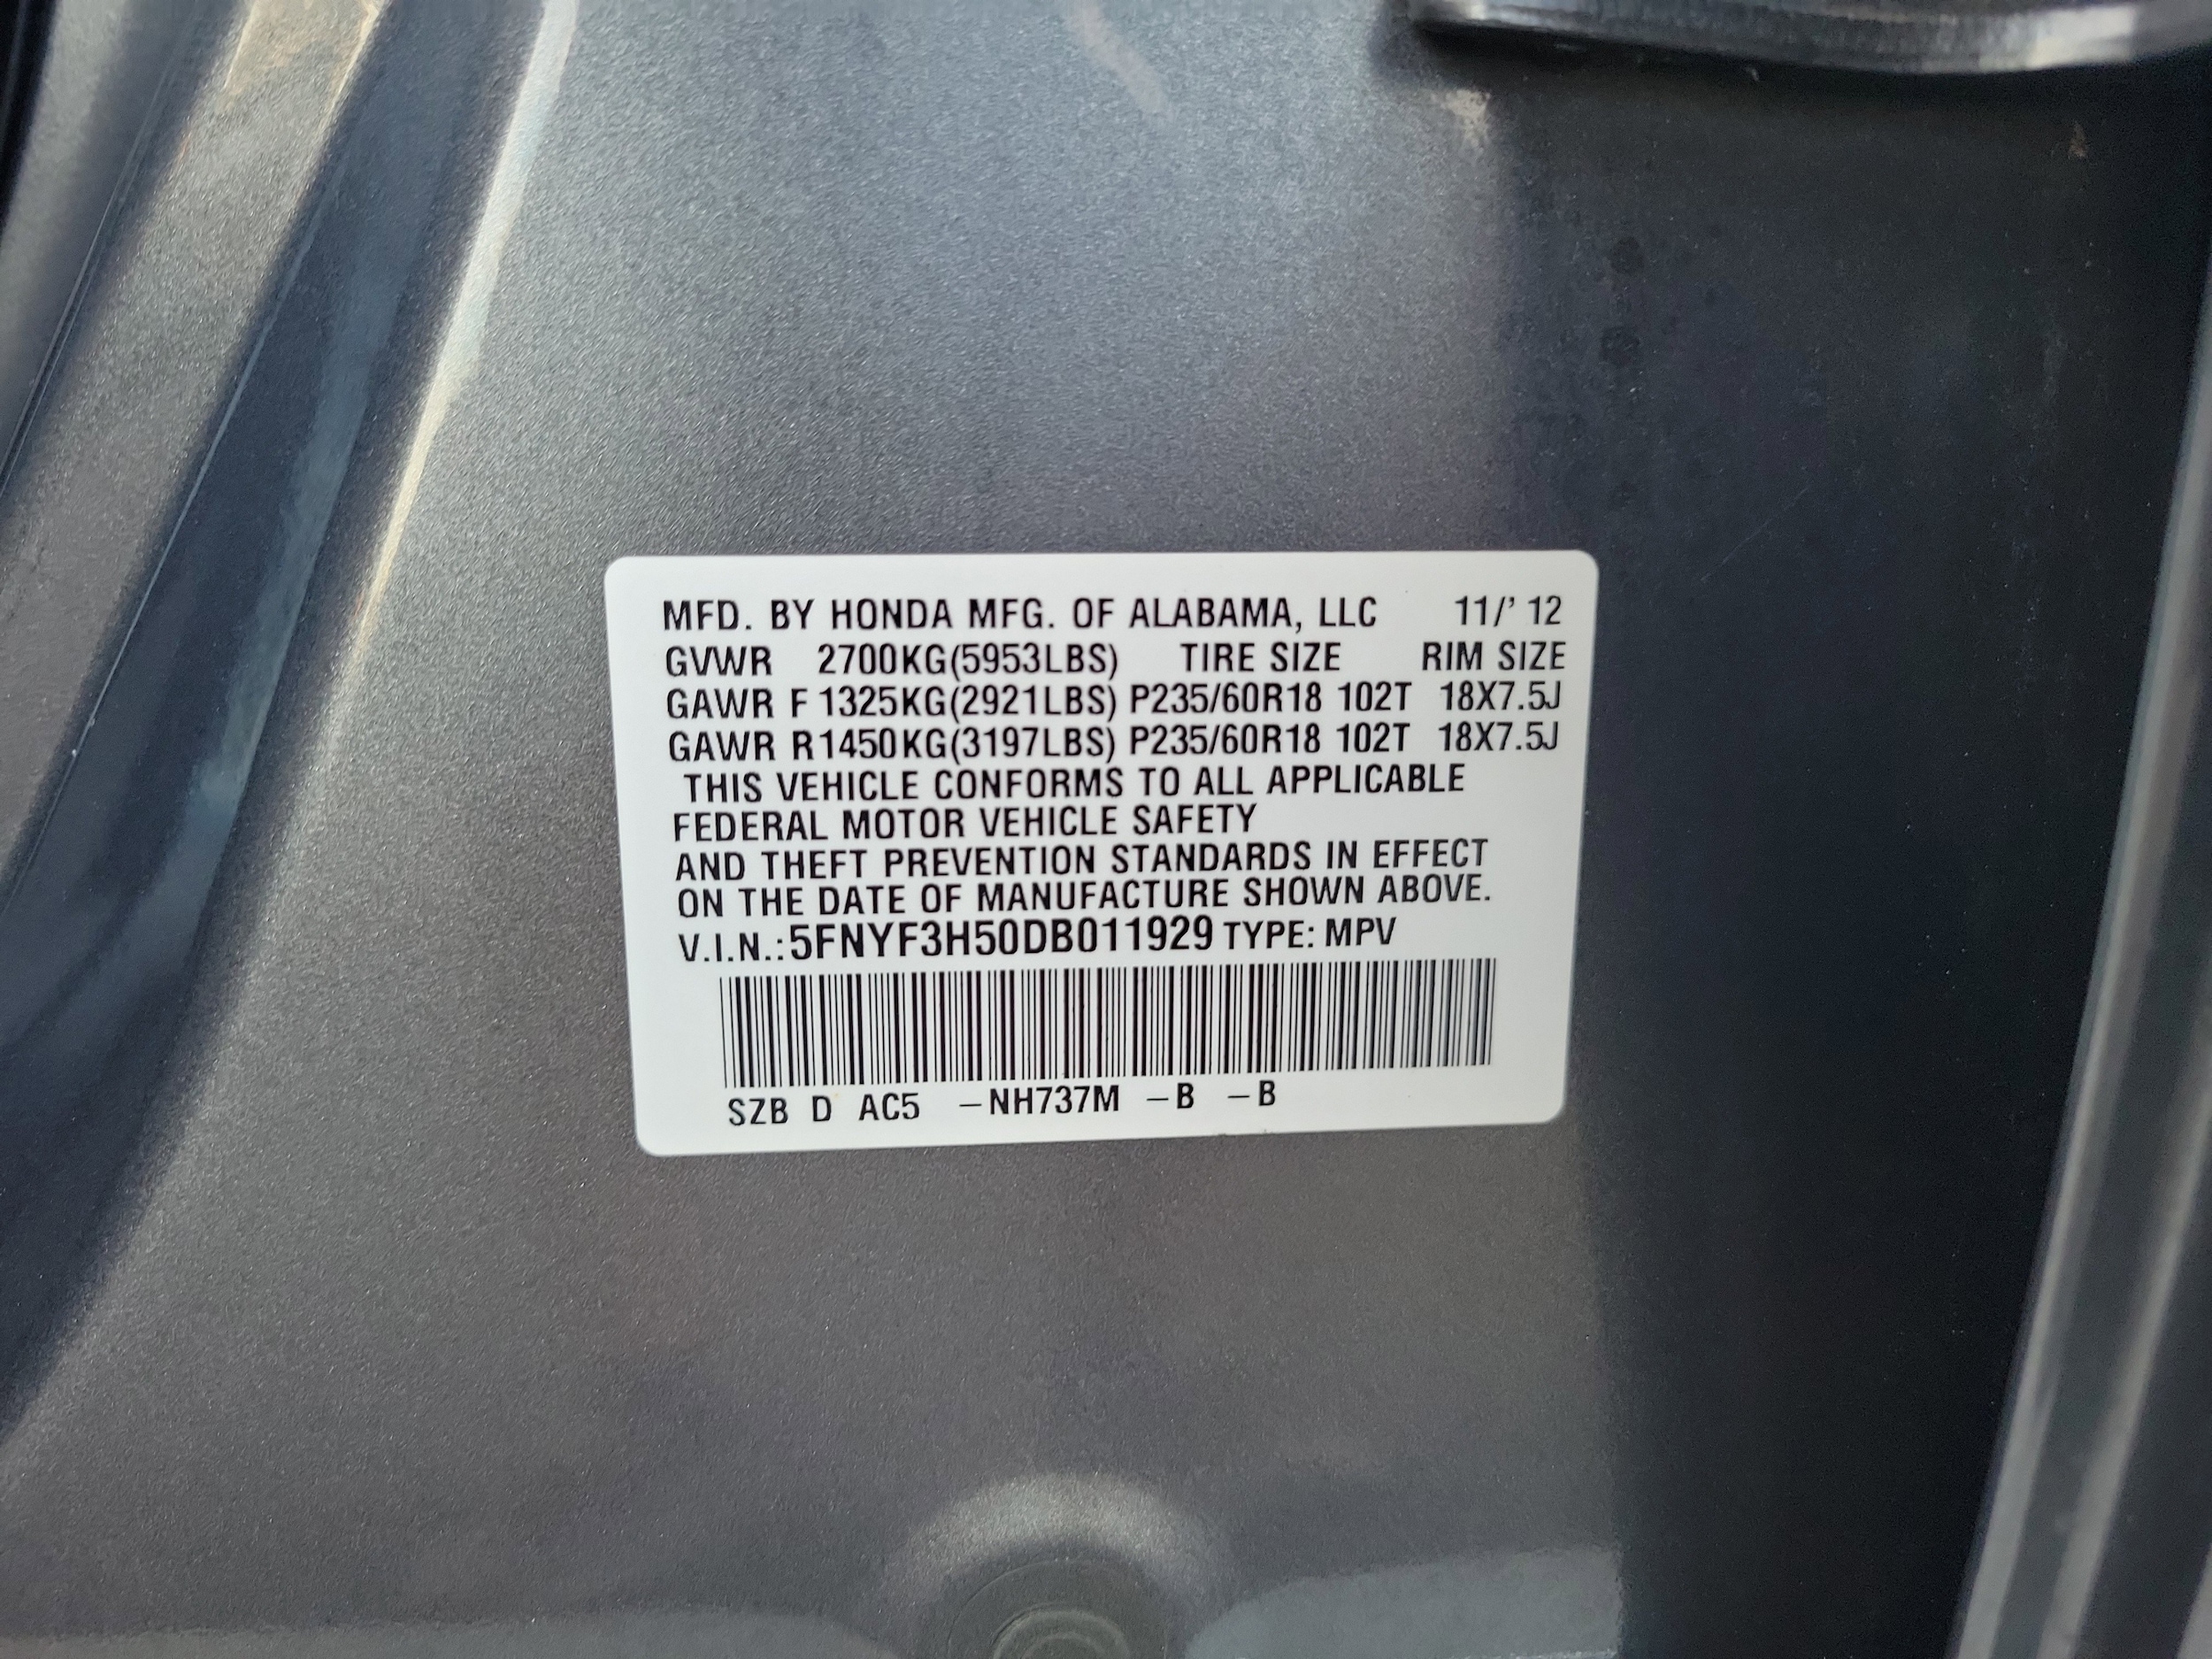 MFD. BY HONDA MFG. OF ALABAMA, LLC 11/' 12
GVWR 2700KG(5953LBS) TIRE SIZE RIM SIZE
GAWR F 1325KG(2921LBS) P235/60R18 102T 18X7.5J
GAWR R1450KG(3197LBS) P235/60R18 102T 18X7.5J
THIS VEHICLE CONFORMS TO ALL APPLICABLE
FEDERAL MOTOR VEHICLE SAFETY
AND THEFT PREVENTION STANDARDS IN EFFECT
ON THE DATE OF MANUFACTURE SHOWN ABOVE.
V.I.N.:5FNYF3H50DB011929 TYPE: MPV
SZB D AC5 –NH737M –B –B